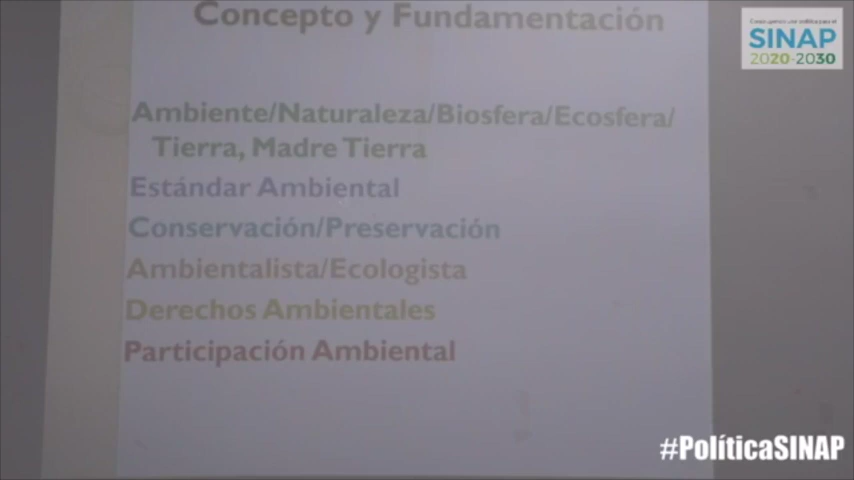 Concepto y Fundamentación
SINAP
2020-2030
Ambiente/Naturaleza/Biosfera/Ecosfera/
Tierra, Madre Tierra
Estándar Ambiental
Conservación/Preservación
Ambientalista/Ecologista
Derechos Ambientales
Participación Ambiental
#PolíticaSINAP